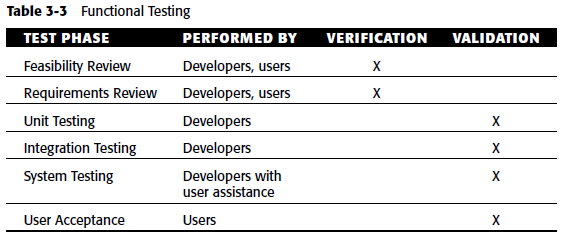 Table 3-3 Functional Testing
TEST PHASE PERFORMED BY VERIFICATION VALIDATION
Feasibility Review Developers, users X
Requirements Review Developers, users X
Unit Testing Developers X
Integration Testing Developers X
System Testing Developers with X
user assistance
User Acceptance Users X